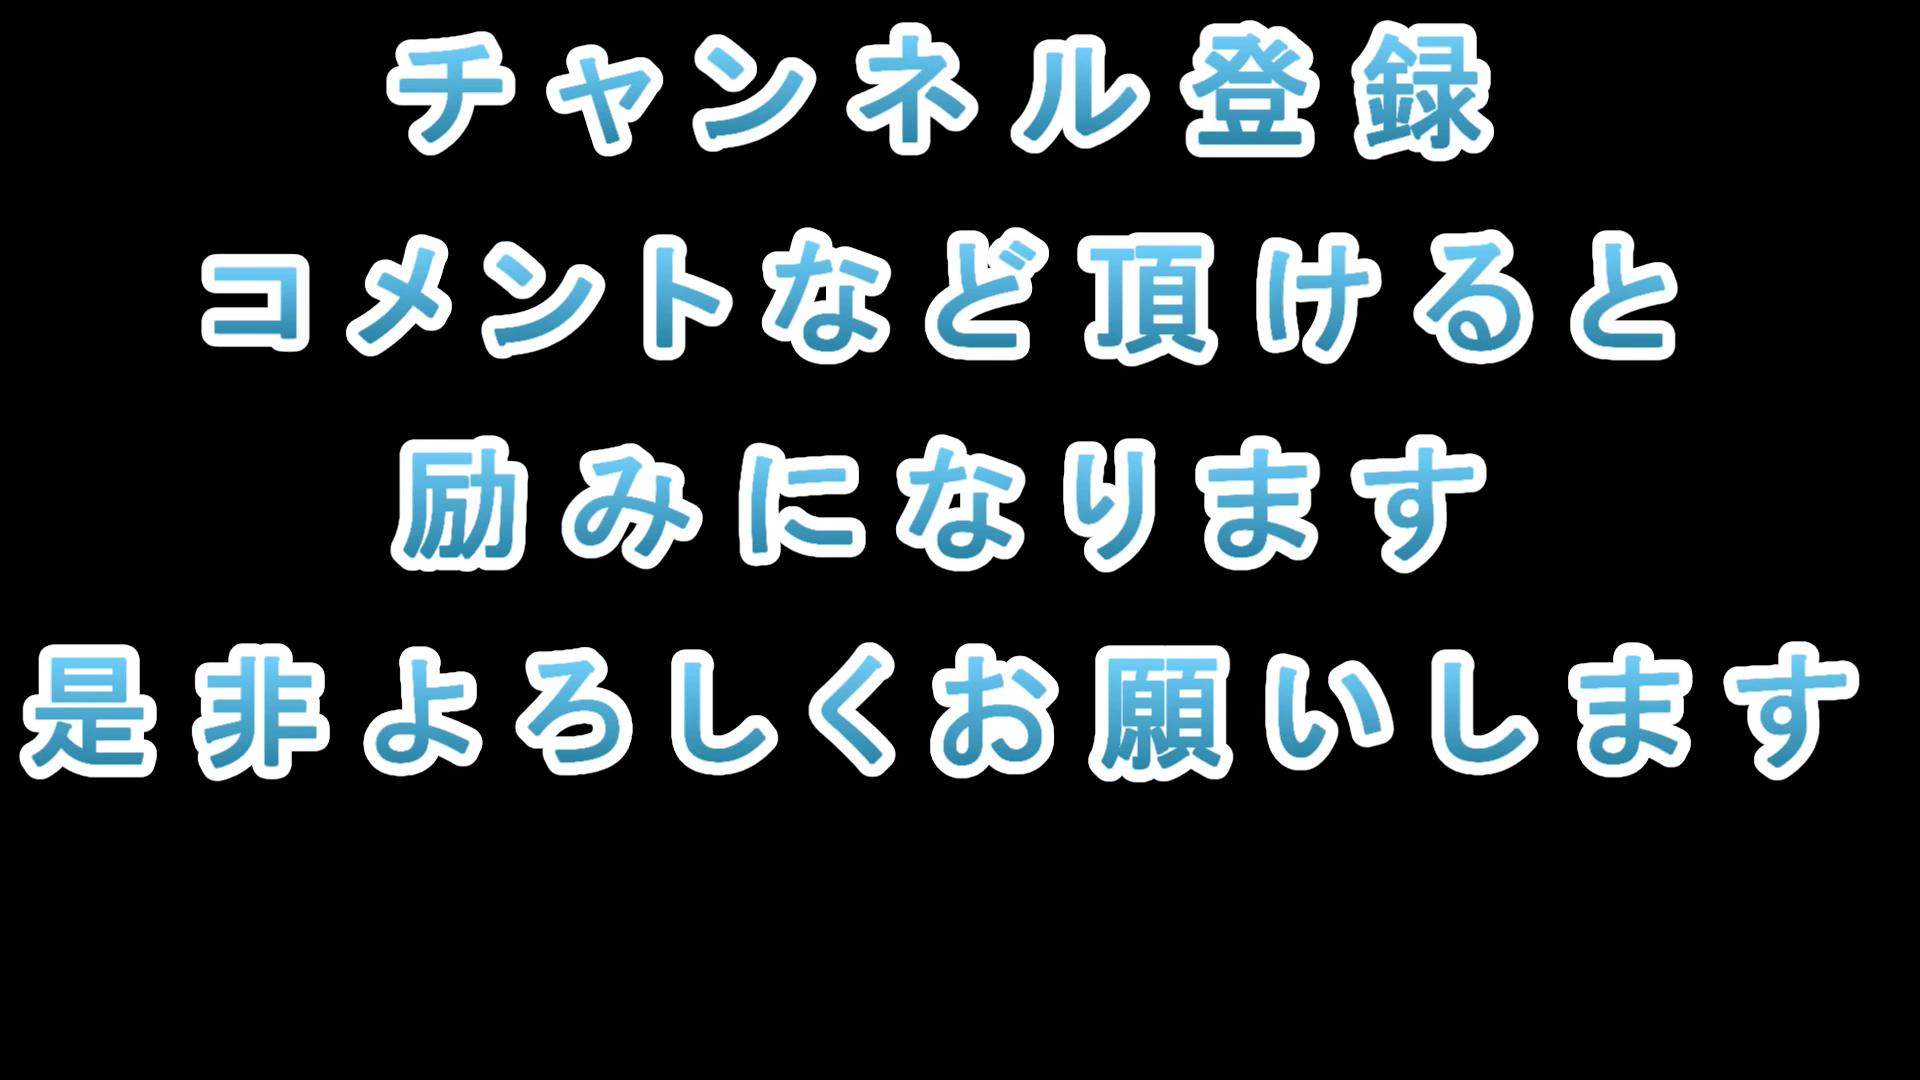 チャンネル登録
コメントなど頂けると
励みになります
是非よろしくお願いします